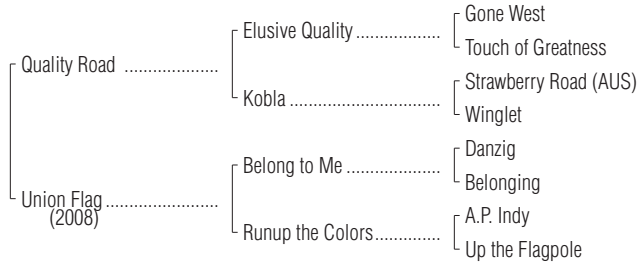 Gone West
Elusive Quality ..................
Touch of Greatness
Quality Road ...................
Strawberry Road (AUS)
Kobla ................................
Winglet
Danzig
Belong to Me ....................
Belonging
Union Flag .......................
(2008)
A.P. Indy
Runup the Colors..............
Up the Flagpole